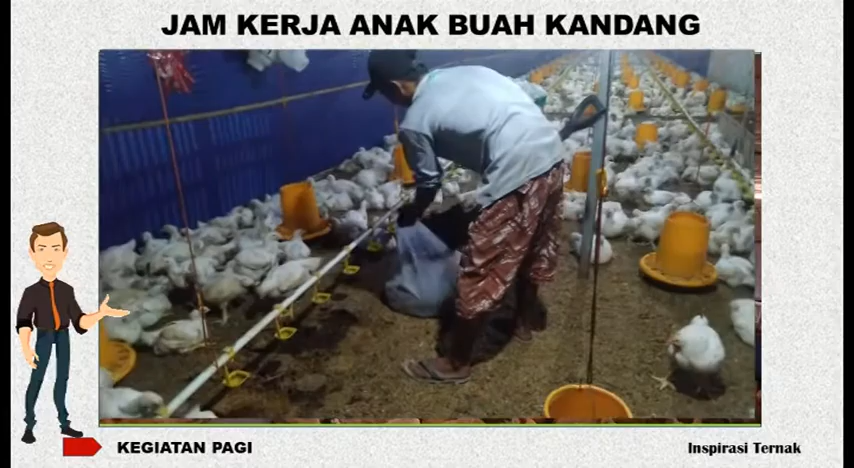 JAM KERJA ANAK BUAH KANDANG
KEGIATAN PAGI
Inspirasi Ternak